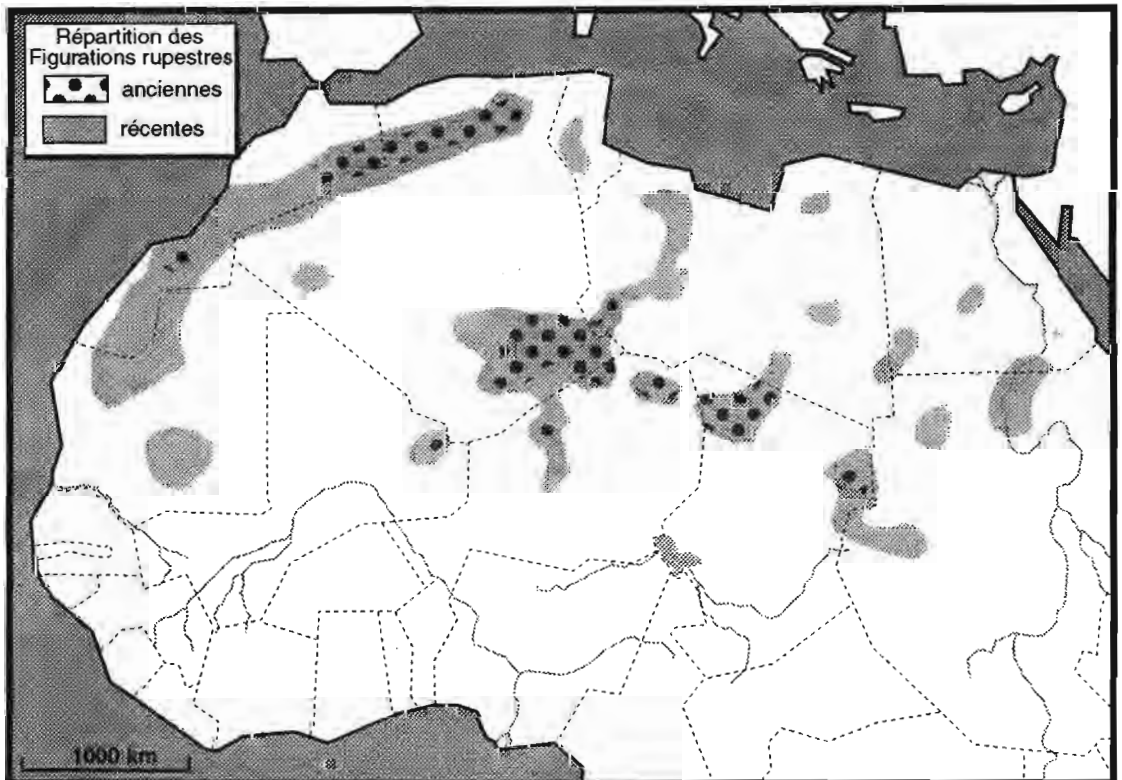 Répartition des
Figurations rupestres
anciennes
récentes
1000 km